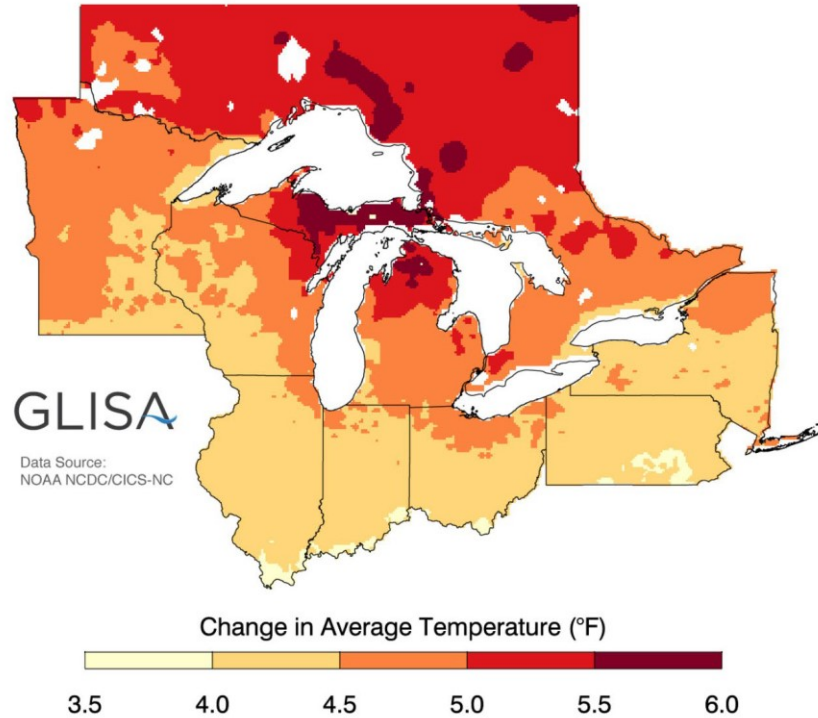 GLISA
Data Source:
NOAA NCDC/CICS-NC
Change in Average Temperature (°F)
3.5 4.0 4.5 5.0 5.5 6.0